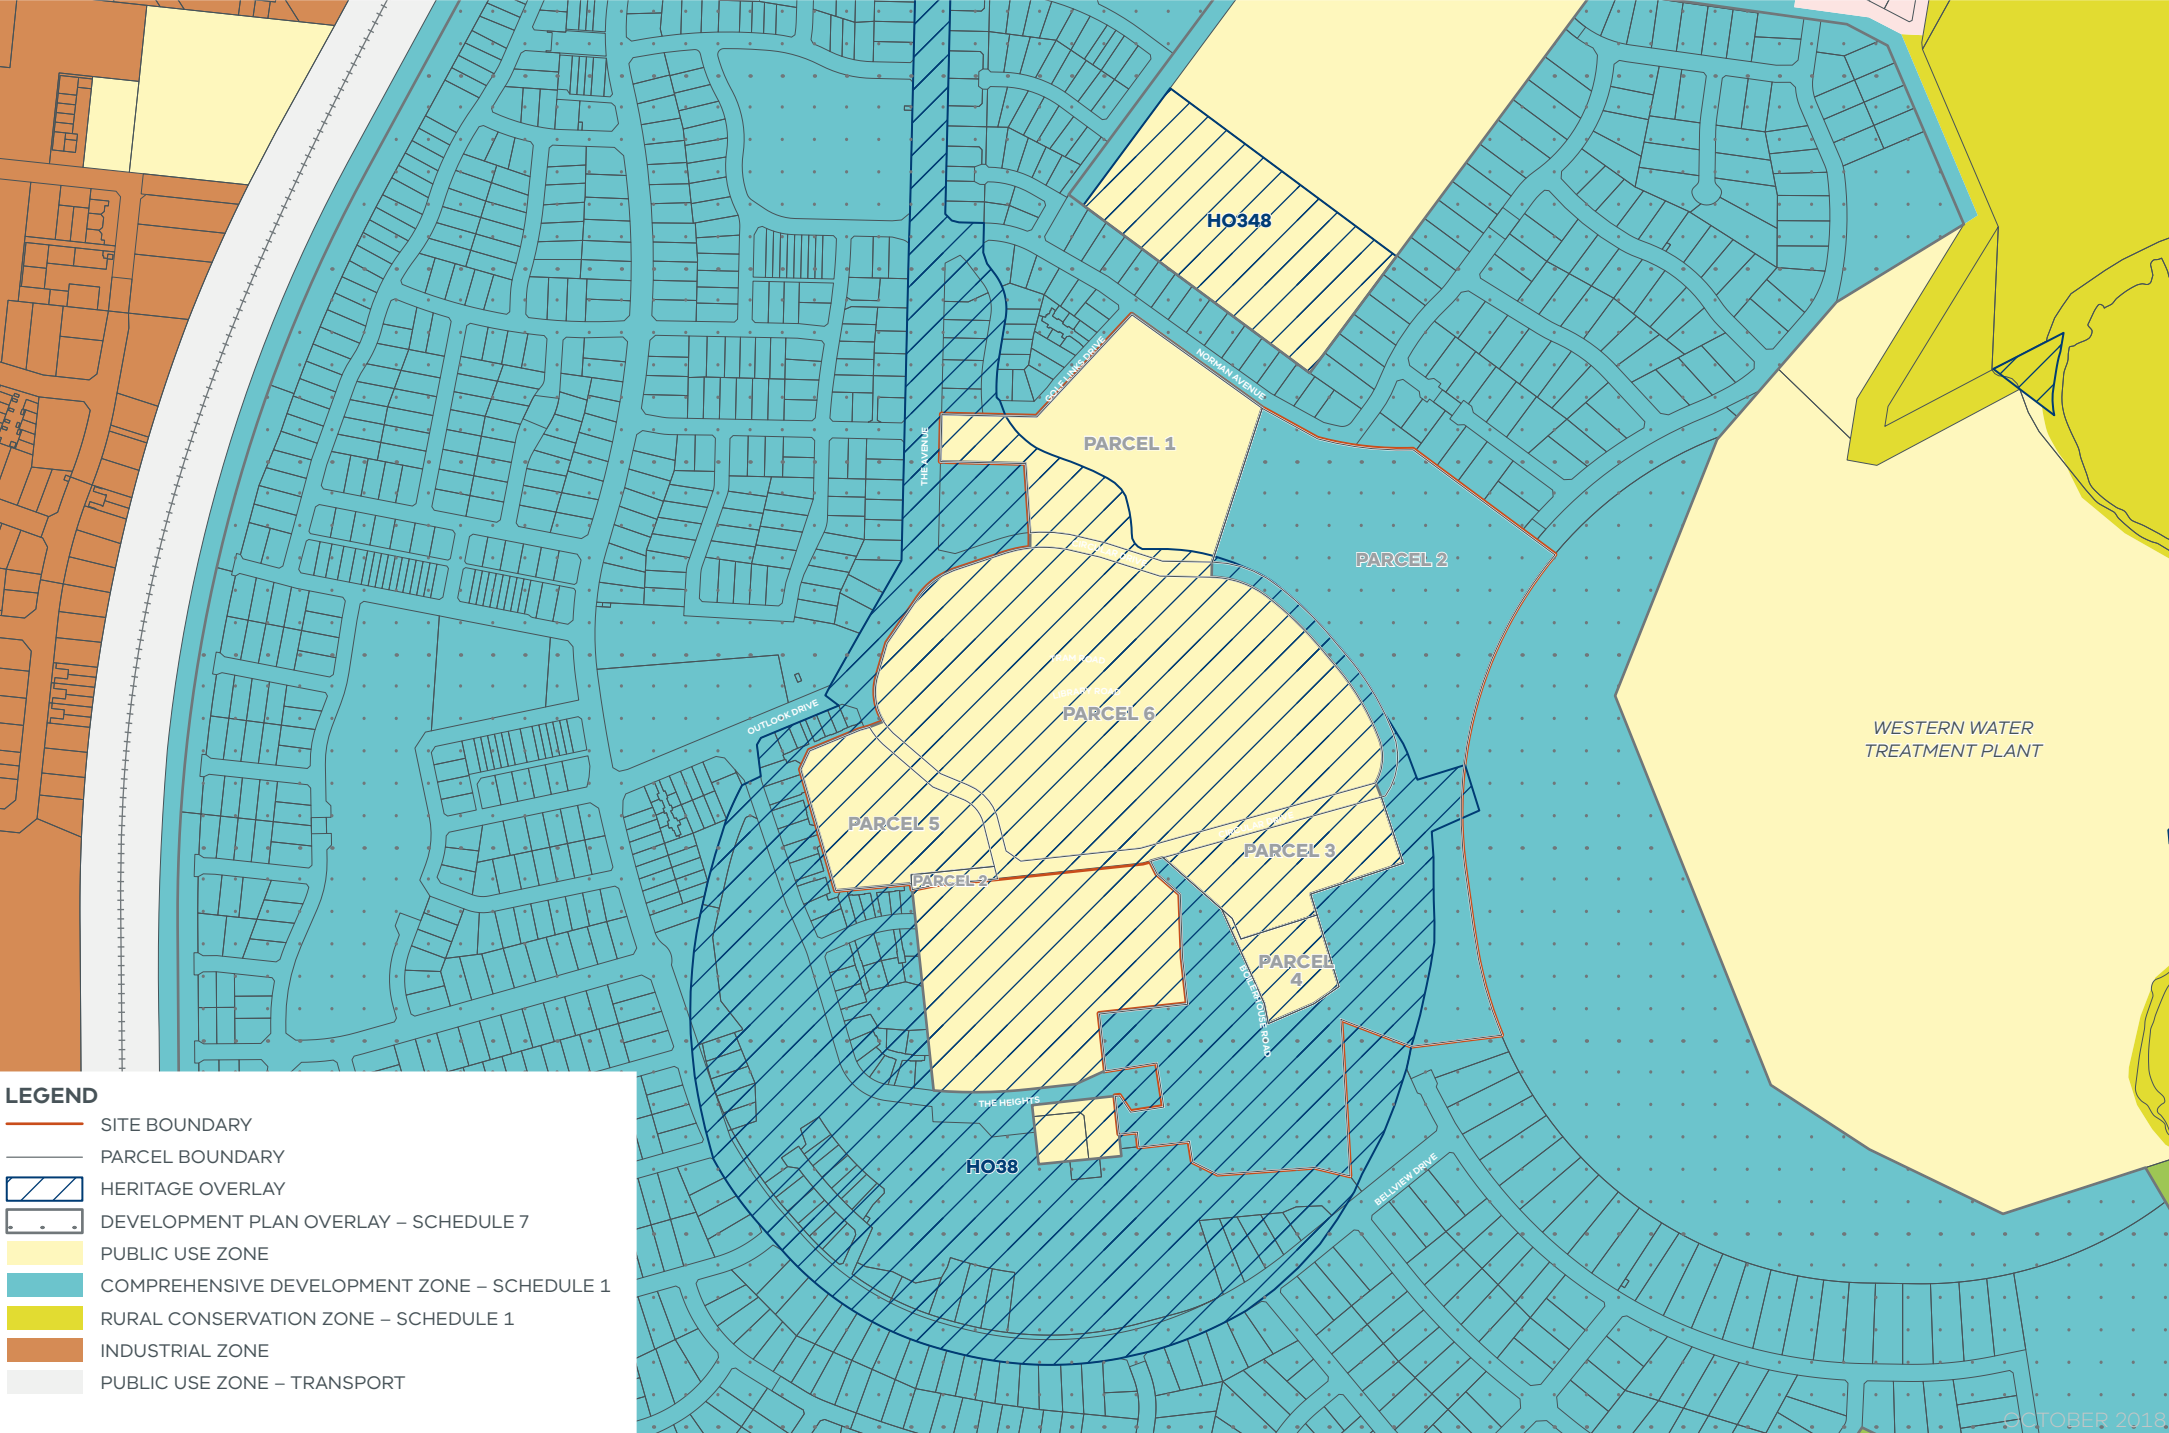 HO348
GOLF LINKS DRIVE
NORMAN AVENUE
THE AVENUE
PARCEL 1
PARCEL 2
PARCEL 6
OUTLOOK DRIVE
WESTERN WATER
TREATMENT PLANT
PARCEL 5
PARCEL 3
PARCEL 2
PARCEL
4
BOILERHOUSE ROAD
THE HEIGHTS
HO38
BELLVIEW DRIVE
LEGEND
SITE BOUNDARY
PARCEL BOUNDARY
HERITAGE OVERLAY
DEVELOPMENT PLAN OVERLAY – SCHEDULE 7
PUBLIC USE ZONE
COMPREHENSIVE DEVELOPMENT ZONE – SCHEDULE 1
RURAL CONSERVATION ZONE – SCHEDULE 1
INDUSTRIAL ZONE
PUBLIC USE ZONE – TRANSPORT
OCTOBER 2018